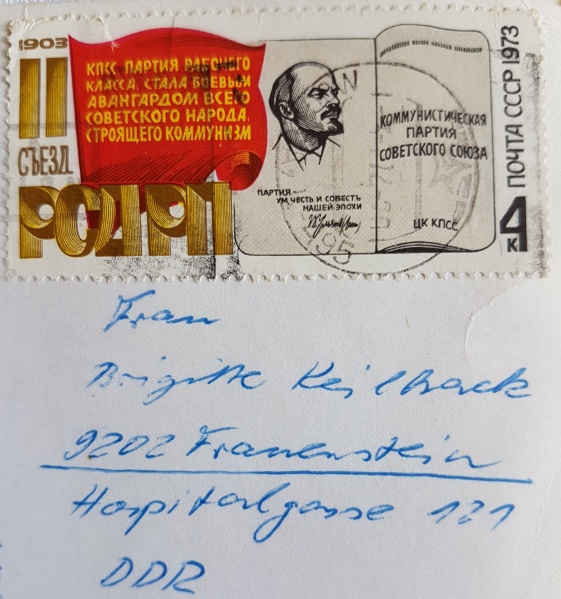 1903
II
СЪЕЗД
РСДРП
КПСС, ПАРТИЯ РАБОЧЕГО
КЛАССА, СТАЛА БОЕВЫМ
АВАНГАРДОМ ВСЕГО
СОВЕТСКОГО НАРОДА,
СТРОЯЩЕГО КОММУНИЗМ
ПАРТИЯ—
УМ, ЧЕСТЬ И СОВЕСТЬ
НАШЕЙ ЭПОХИ
КОММУНИСТИЧЕСКАЯ
ПАРТИЯ
СОВЕТСКОГО СОЮЗА
ЦК КПСС
ПОЧТА СССР 1973
4 К
Frau
Brigitte Keilhack
9202 Frauenstein
Hospitalgasse 121
DDR